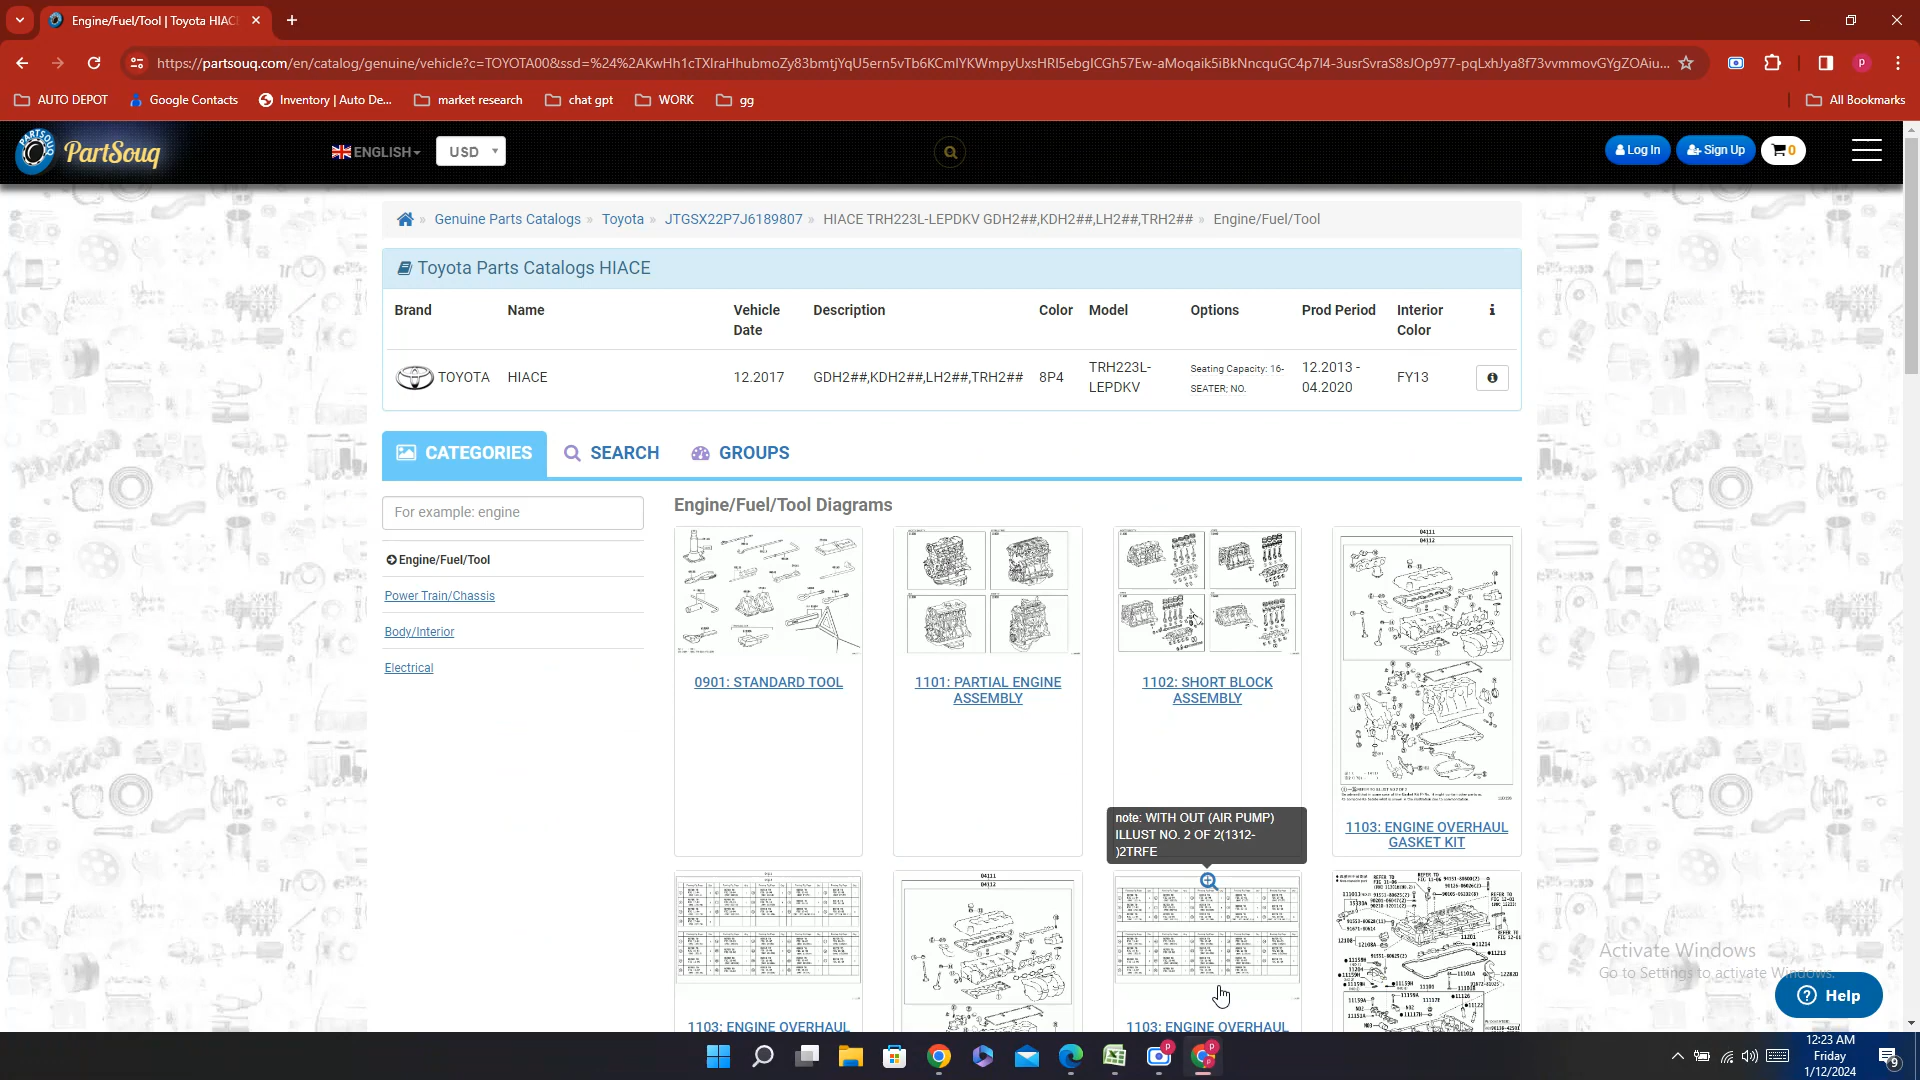 Engine/Fuel/Tool | Toyota HIAC
https://partsouq.com/en/catalog/genuine/vehicle?c=TOYOTA00&ssd=%24%2AKwHh1cTXIraHhubmoZy83bmtjYqU5ern5vTb6KCmIYKWmpyUxsHRI5ebgICGh57Ew-aMoqaik5iBkNncquGC4p7I4-3usrSvraS8sJOp977-pqLxhJya8f73vvmmovGYgZOAiu...
AUTO DEPOT
Google Contacts
Inventory | Auto De...
market research
chat gpt
WORK
gg
All Bookmarks
PARTSOUQ
PartSouq
ENGLISH
USD
Log In
Sign Up
0
» Genuine Parts Catalogs » Toyota » JTGSX22P7J6189807 » HIACE TRH223L-LEPDKV GDH2##,KDH2##,LH2##,TRH2## » Engine/Fuel/Tool
Toyota Parts Catalogs HIACE
Brand Name Vehicle Date Description Color Model Options Prod Period Interior Color
TOYOTA HIACE 12.2017 GDH2##,KDH2##,LH2##,TRH2## 8P4 TRH223L-LEPDKV Seating Capacity: 16-SEATER; NO. 12.2013 - 04.2020 FY13
CATEGORIES
SEARCH
GROUPS
For example: engine
Engine/Fuel/Tool
Power Train/Chassis
Body/Interior
Electrical
Engine/Fuel/Tool Diagrams
0901: STANDARD TOOL
1101: PARTIAL ENGINE
ASSEMBLY
1102: SHORT BLOCK
ASSEMBLY
04111
04112
1103: ENGINE OVERHAUL
GASKET KIT
note: WITH OUT (AIR PUMP)
ILLUST NO. 2 OF 2(1312-
)2TRFE
1103: ENGINE OVERHAUL
04111
04112
1103: ENGINE OVERHAUL
Activate Windows
Go to Settings to activate Windows.
Help
12:23 AM
Friday
1/12/2024
9